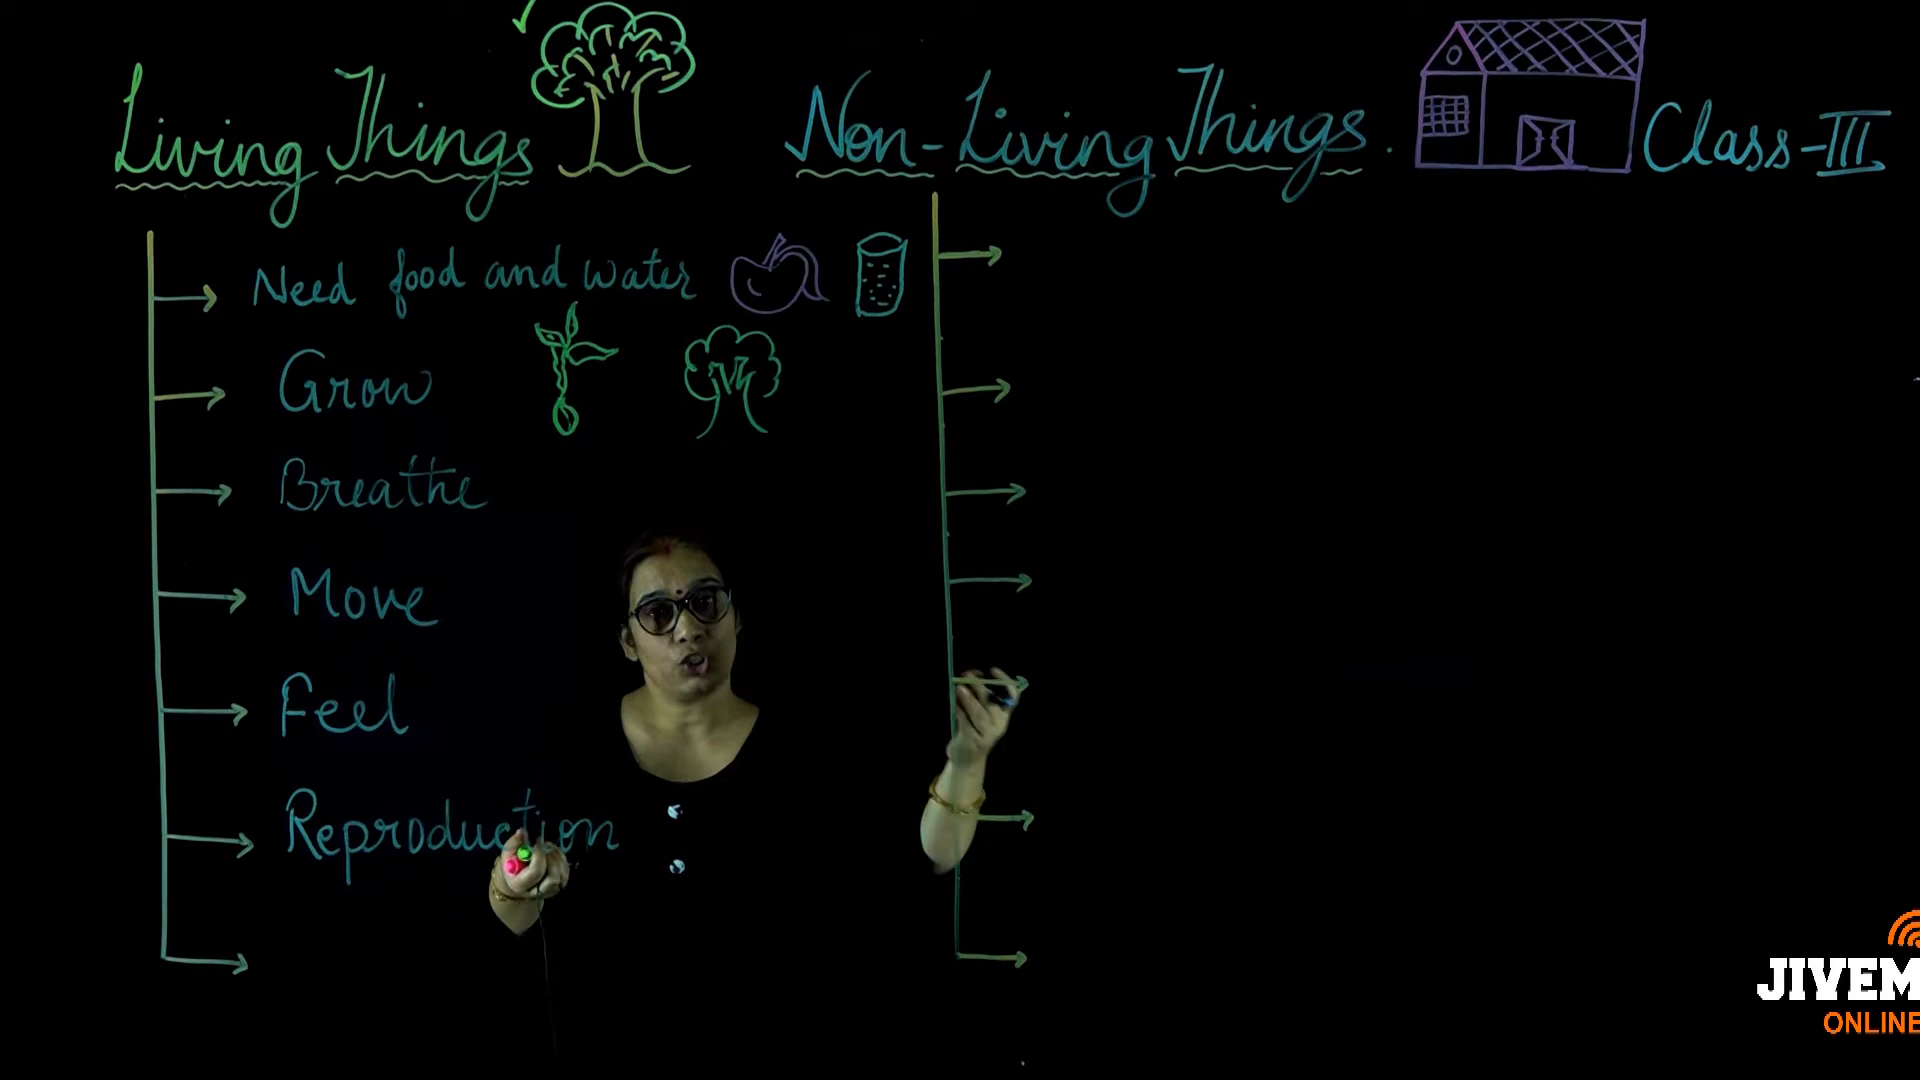 Living Things
Non-Living Things.
Class-III
Need food and water
Grow
Breathe
Move
Feel
Reproduction
JIVEM
ONLINE